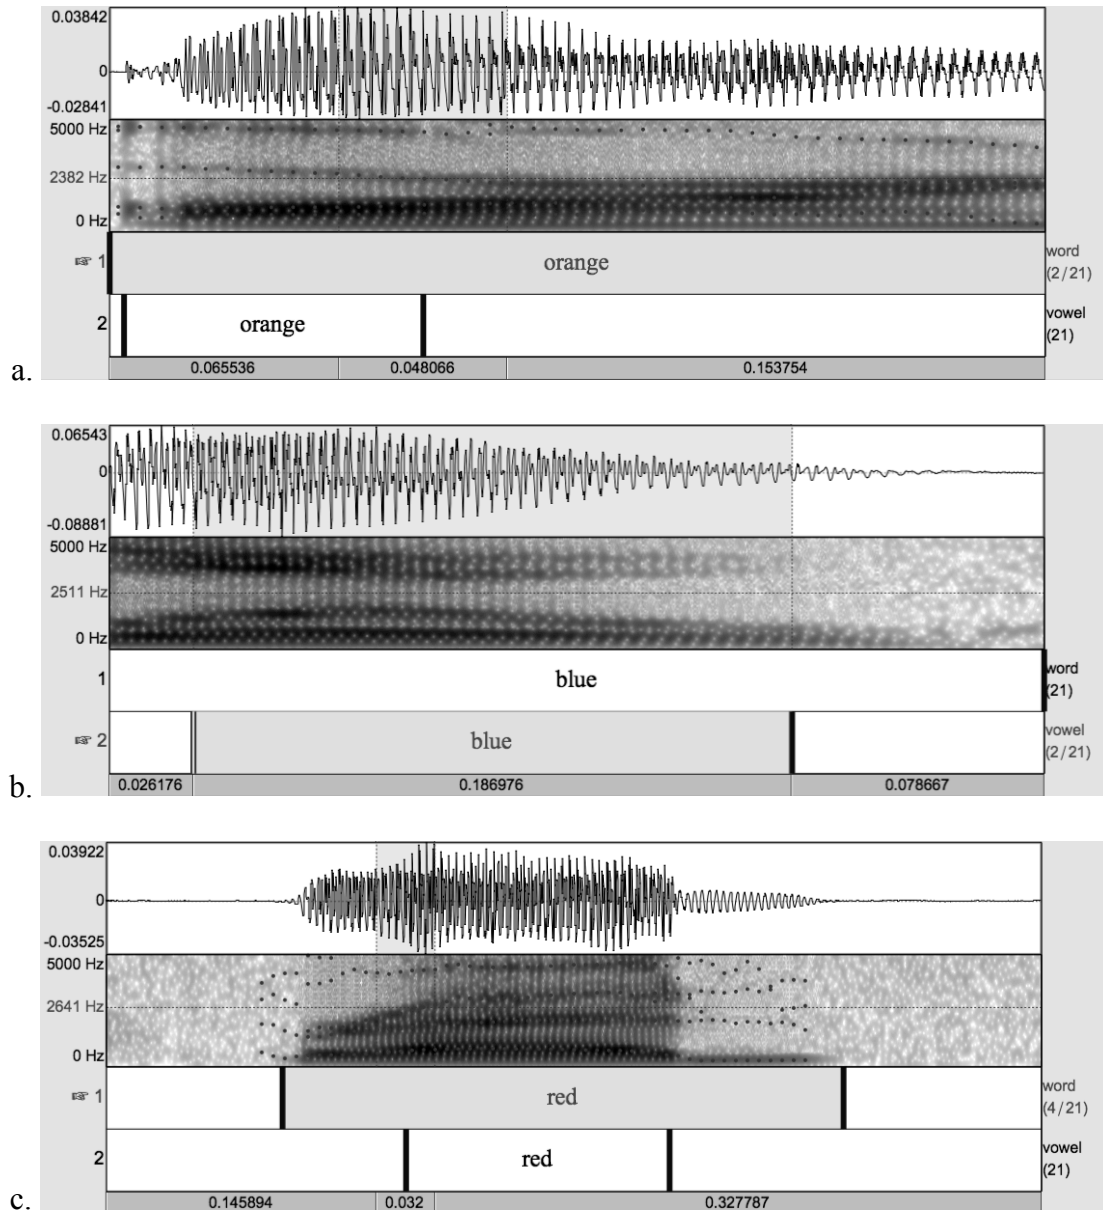 0.03842
0
-0.02841
5000 Hz
2382 Hz
0 Hz
☞ 1 orange word
(2/21)
2 orange vowel
(21)
a. 0.065536 0.048066 0.153754
0.06543
0
-0.08881
5000 Hz
2511 Hz
0 Hz
1 blue word
(21)
☞ 2 blue vowel
(2/21)
b. 0.026176 0.186976 0.078667
0.03922
0
-0.03525
5000 Hz
2641 Hz
0 Hz
☞ 1 red word
(4/21)
2 red vowel
(21)
c. 0.145894 0.032 0.327787